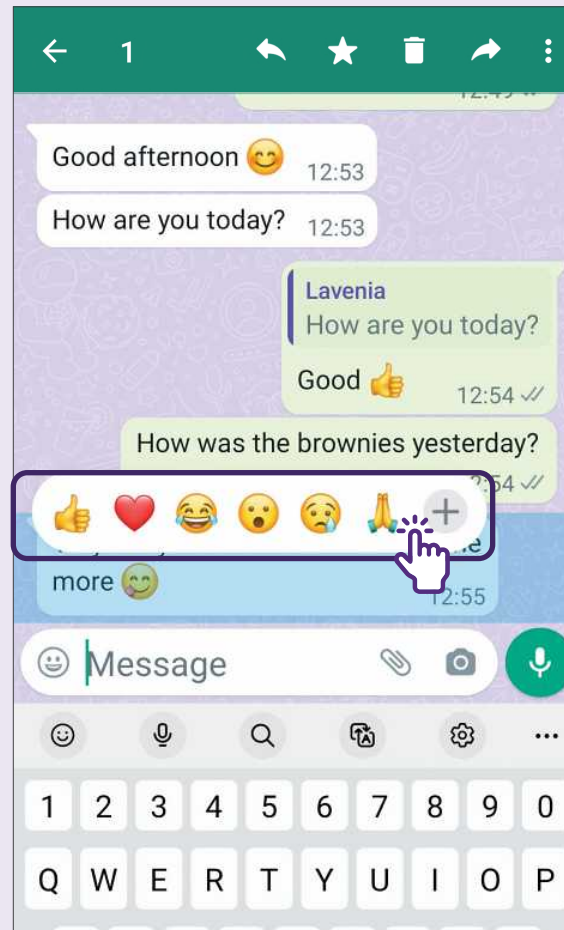 1
Good afternoon 😊 12:53
How are you today? 12:53
Lavenia
How are you today?
Good 👍 12:54
How was the brownies yesterday?
more 😋 12:55
Message
1 2 3 4 5 6 7 8 9 0
Q W E R T Y U I O P